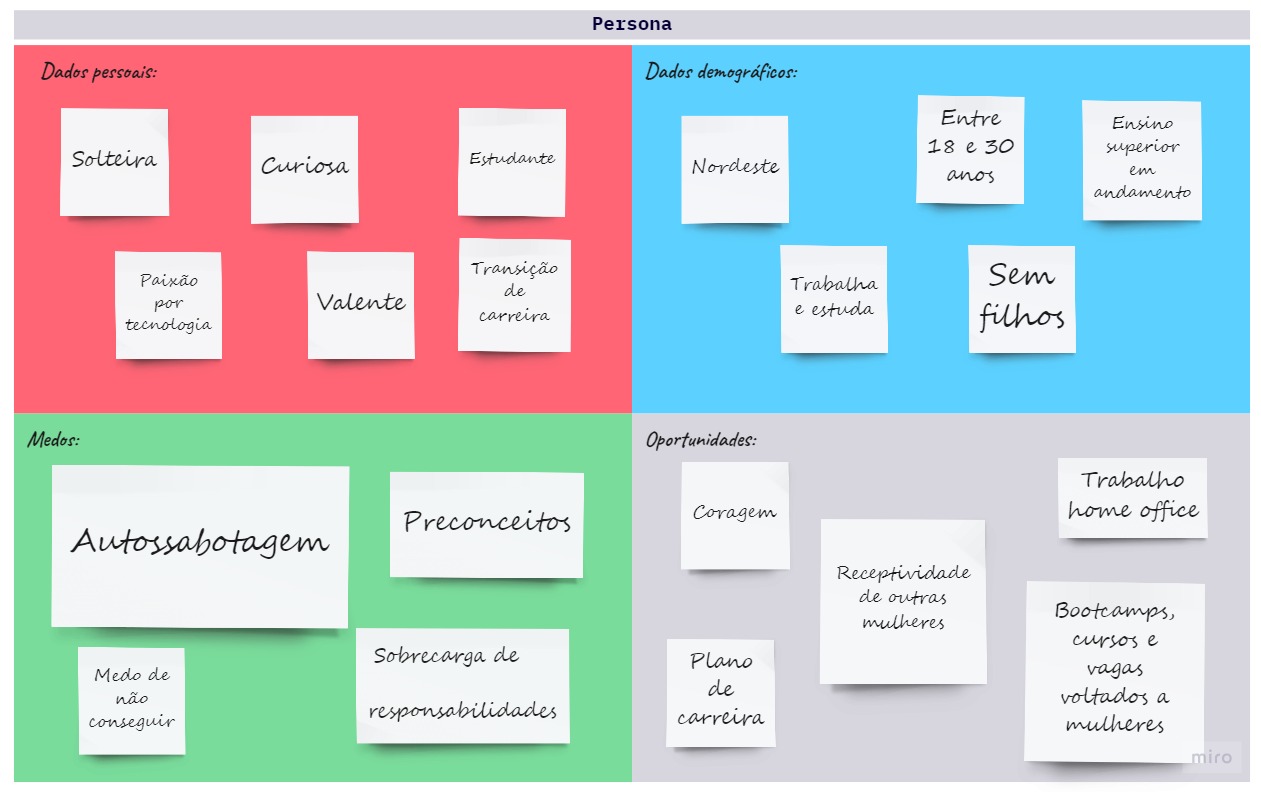 Persona
Dados pessoais:
Solteira
Curiosa
Estudante
Paixão
por
tecnologia
Valente
Transição
de
carreira
Dados demográficos:
Nordeste
Entre
18 e 30
anos
Ensino
superior
em
andamento
Trabalha
e estuda
Sem
filhos
Medos:
Autossabotagem
Preconceitos
Medo de
não
conseguir
Sobrecarga de
responsabilidades
Oportunidades:
Coragem
Receptividade
de outras
mulheres
Trabalho
home office
Plano
de
carreira
Bootcamps,
cursos e
vagas
voltados a
mulheres
miro